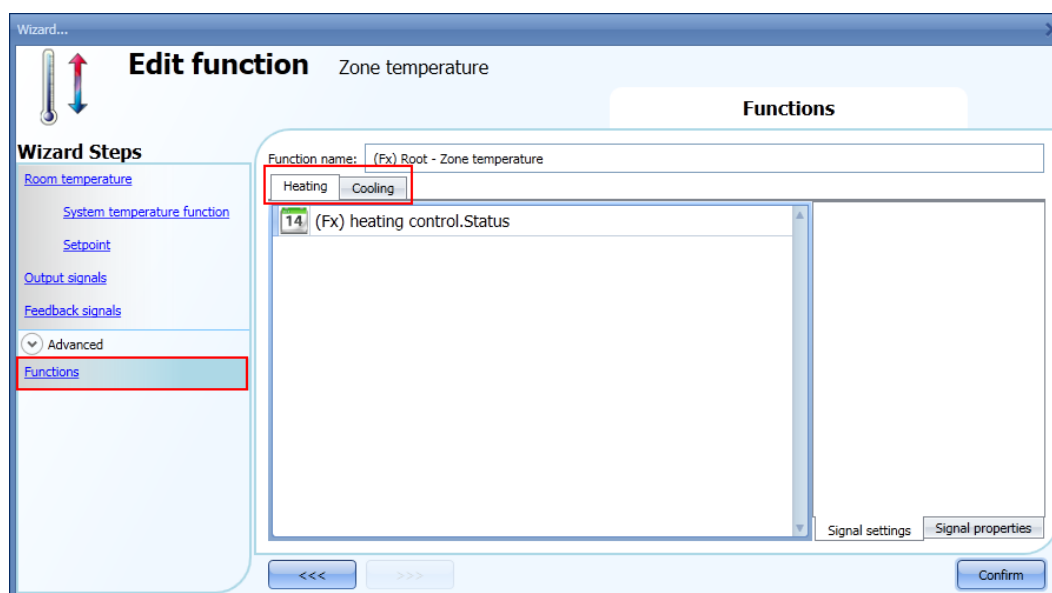 Wizard...
Edit function Zone temperature
Functions
Wizard Steps
Room temperature
System temperature function
Setpoint
Output signals
Feedback signals
Advanced
Functions
Function name: (Fx) Root - Zone temperature
Heating Cooling
14 (Fx) heating control.Status
Signal settings Signal properties
<<< >>> Confirm